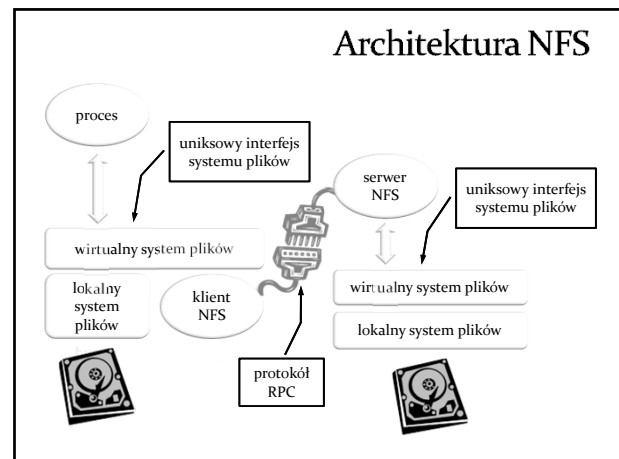 Architektura NFS
proces
uniksowy interfejs
systemu plików
serwer
NFS
uniksowy interfejs
systemu plików
wirtualny system plików
lokalny
system
plików
klient
NFS
wirtualny system plików
lokalny system plików
protokół
RPC